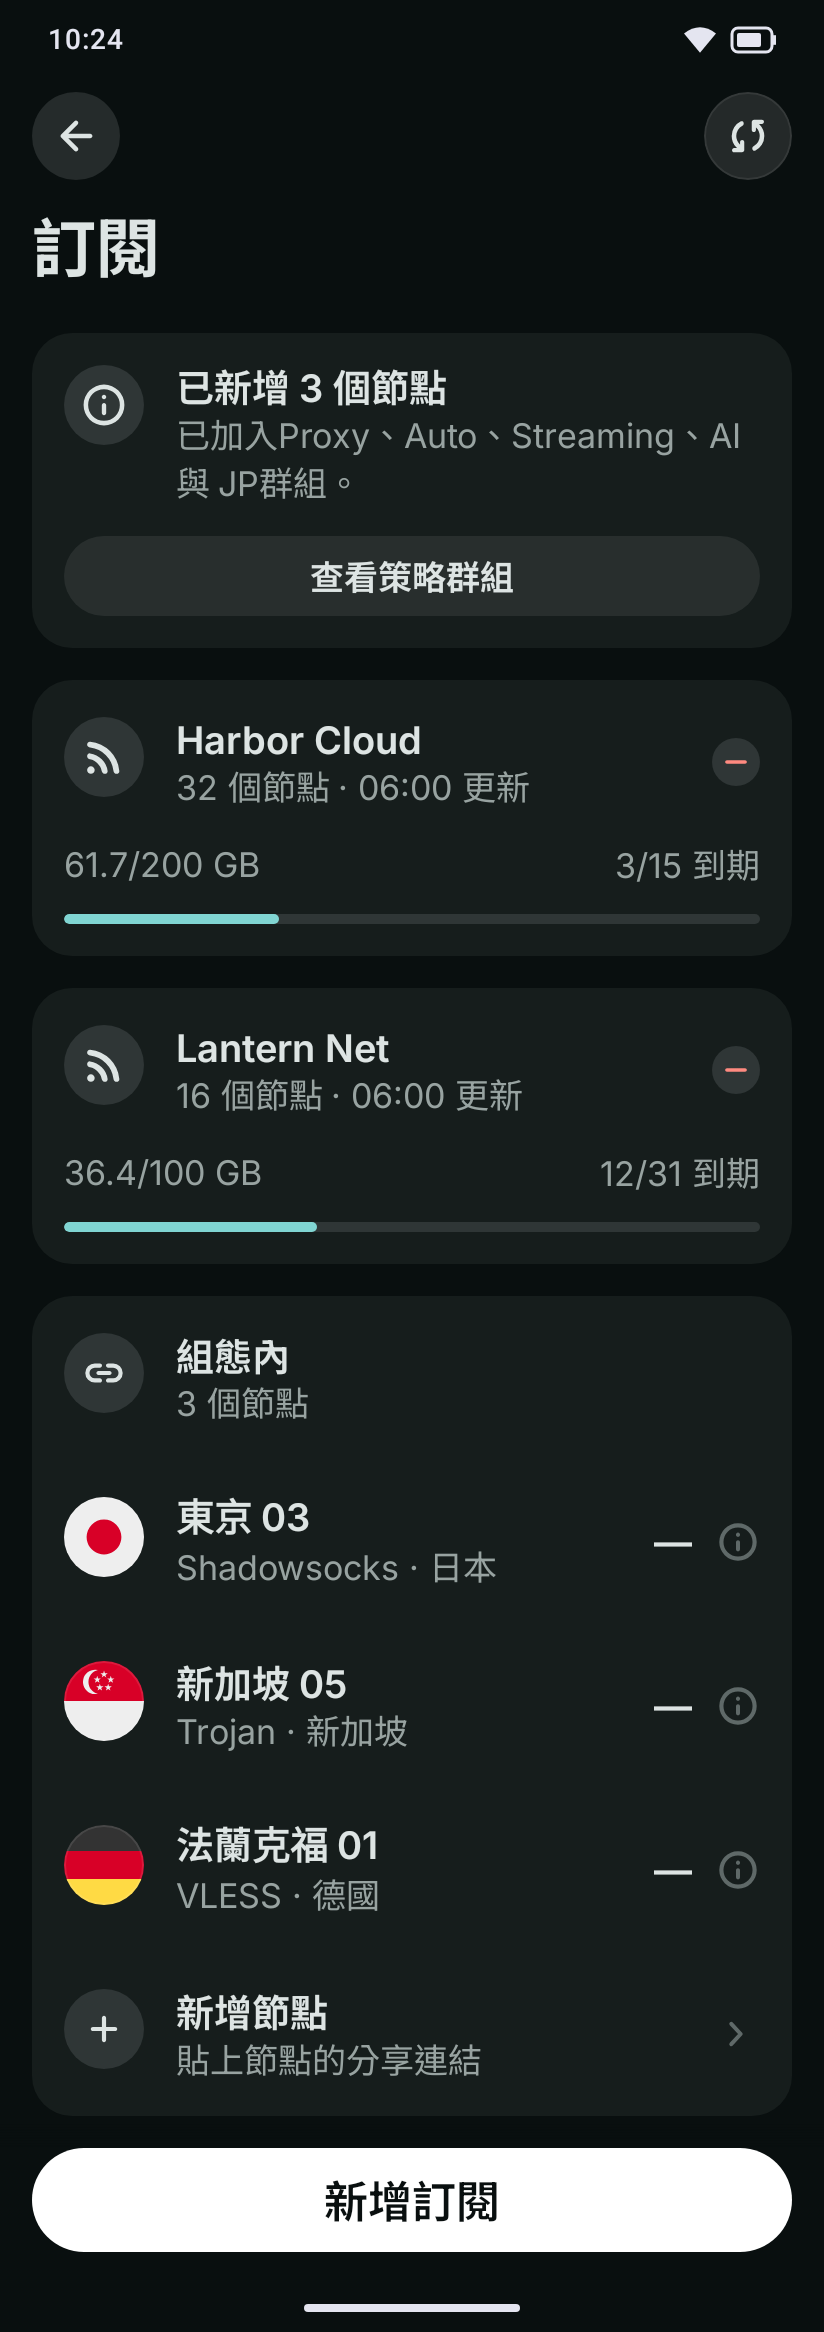 10:24
訂閱
已新增 3 個節點
已加入Proxy、Auto、Streaming、AI
與 JP群組。
查看策略群組
Harbor Cloud
32 個節點 · 06:00 更新
61.7/200 GB
3/15 到期
Lantern Net
16 個節點 · 06:00 更新
36.4/100 GB
12/31 到期
組態內
3 個節點
東京 03
Shadowsocks · 日本
—
新加坡 05
Trojan · 新加坡
—
法蘭克福 01
VLESS · 德國
—
新增節點
貼上節點的分享連結
新增訂閱